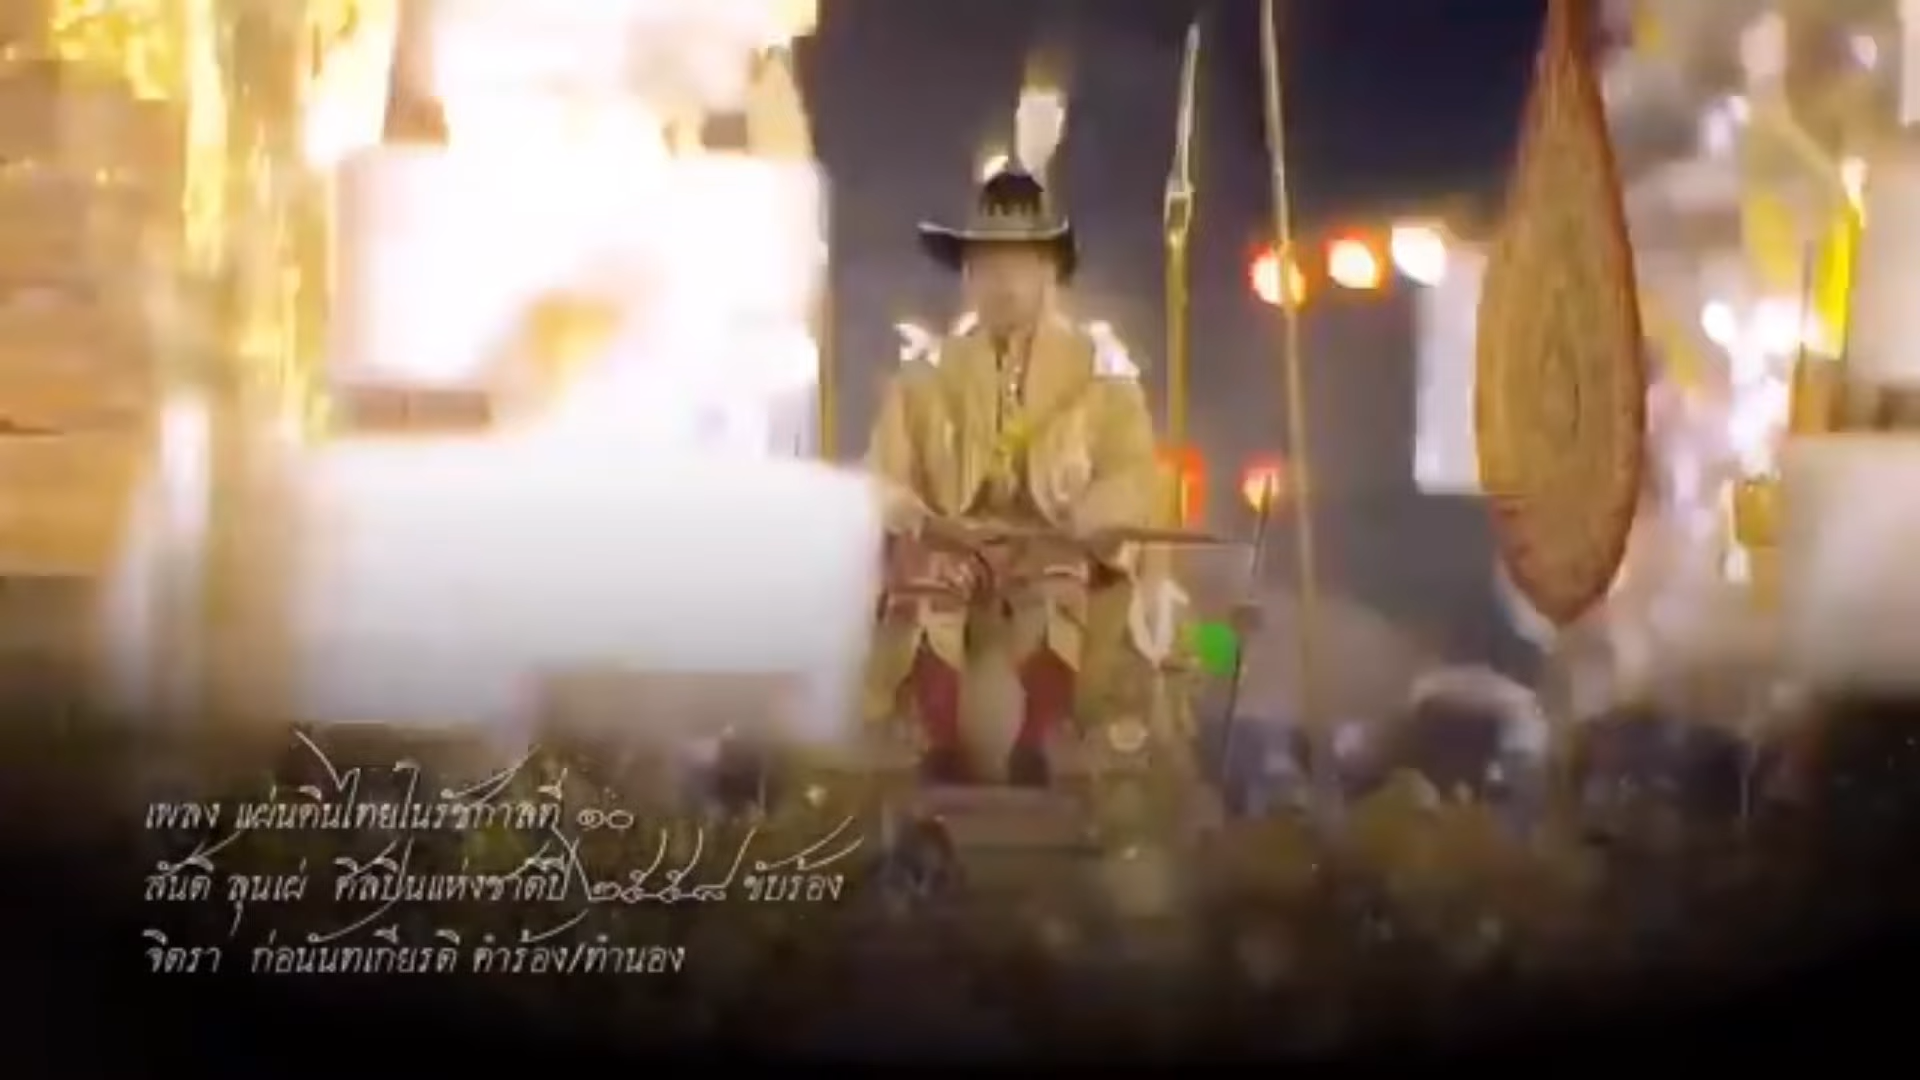 เพลง แผ่นดินไทยในรัชกาลที่ ๑๐
สันติ ลุนเผ่ ศิลปินแห่งชาติปี ๒๕๕๘ ขับร้อง
จิตรา ก่อนันทเกียรติ คำร้อง/ทำนอง